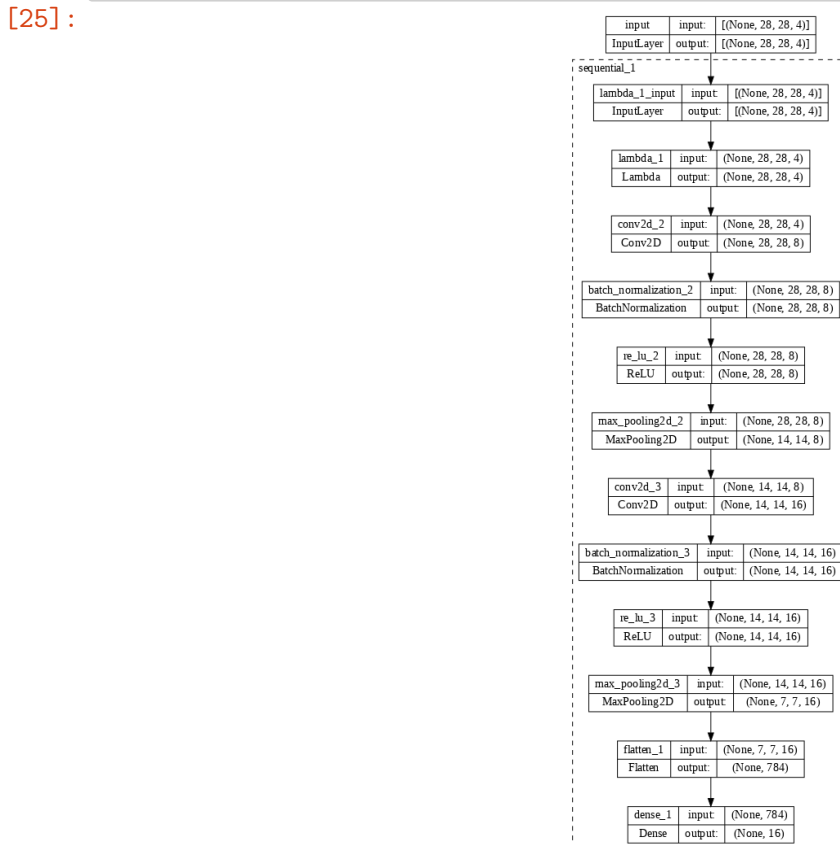 [25]:
input input: [(None, 28, 28, 4)]
InputLayer output: [(None, 28, 28, 4)]
sequential_1
lambda_1_input input: [(None, 28, 28, 4)]
InputLayer output: [(None, 28, 28, 4)]
lambda_1 input: (None, 28, 28, 4)
Lambda output: (None, 28, 28, 4)
conv2d_2 input: (None, 28, 28, 4)
Conv2D output: (None, 28, 28, 8)
batch_normalization_2 input: (None, 28, 28, 8)
BatchNormalization output: (None, 28, 28, 8)
re_lu_2 input: (None, 28, 28, 8)
ReLU output: (None, 28, 28, 8)
max_pooling2d_2 input: (None, 28, 28, 8)
MaxPooling2D output: (None, 14, 14, 8)
conv2d_3 input: (None, 14, 14, 8)
Conv2D output: (None, 14, 14, 16)
batch_normalization_3 input: (None, 14, 14, 16)
BatchNormalization output: (None, 14, 14, 16)
re_lu_3 input: (None, 14, 14, 16)
ReLU output: (None, 14, 14, 16)
max_pooling2d_3 input: (None, 14, 14, 16)
MaxPooling2D output: (None, 7, 7, 16)
flatten_1 input: (None, 7, 7, 16)
Flatten output: (None, 784)
dense_1 input: (None, 784)
Dense output: (None, 16)